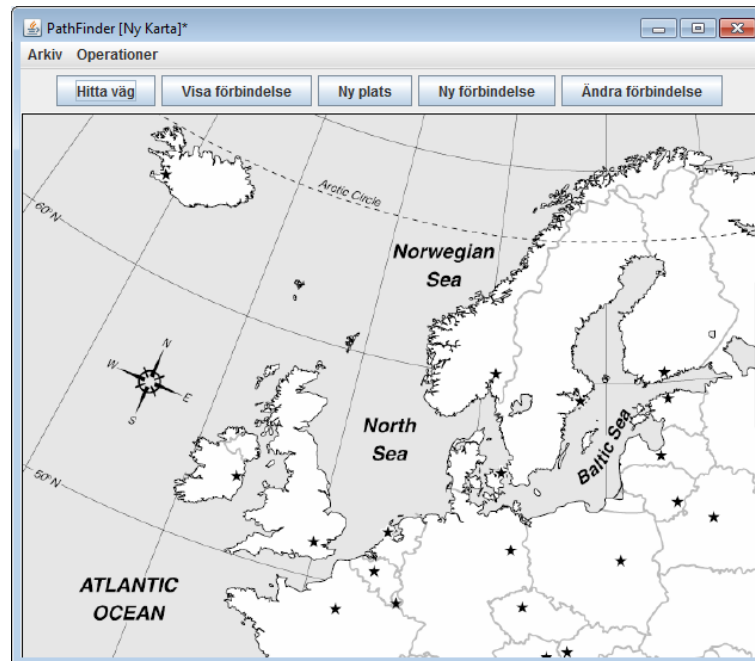 PathFinder [Ny Karta]*
Arkiv Operationer
Hitta väg Visa förbindelse Ny plats Ny förbindelse Ändra förbindelse
Arctic Circle
60°N
Norwegian
Sea
N
W
E
S
North
Sea
Baltic Sea
50°N
ATLANTIC
OCEAN